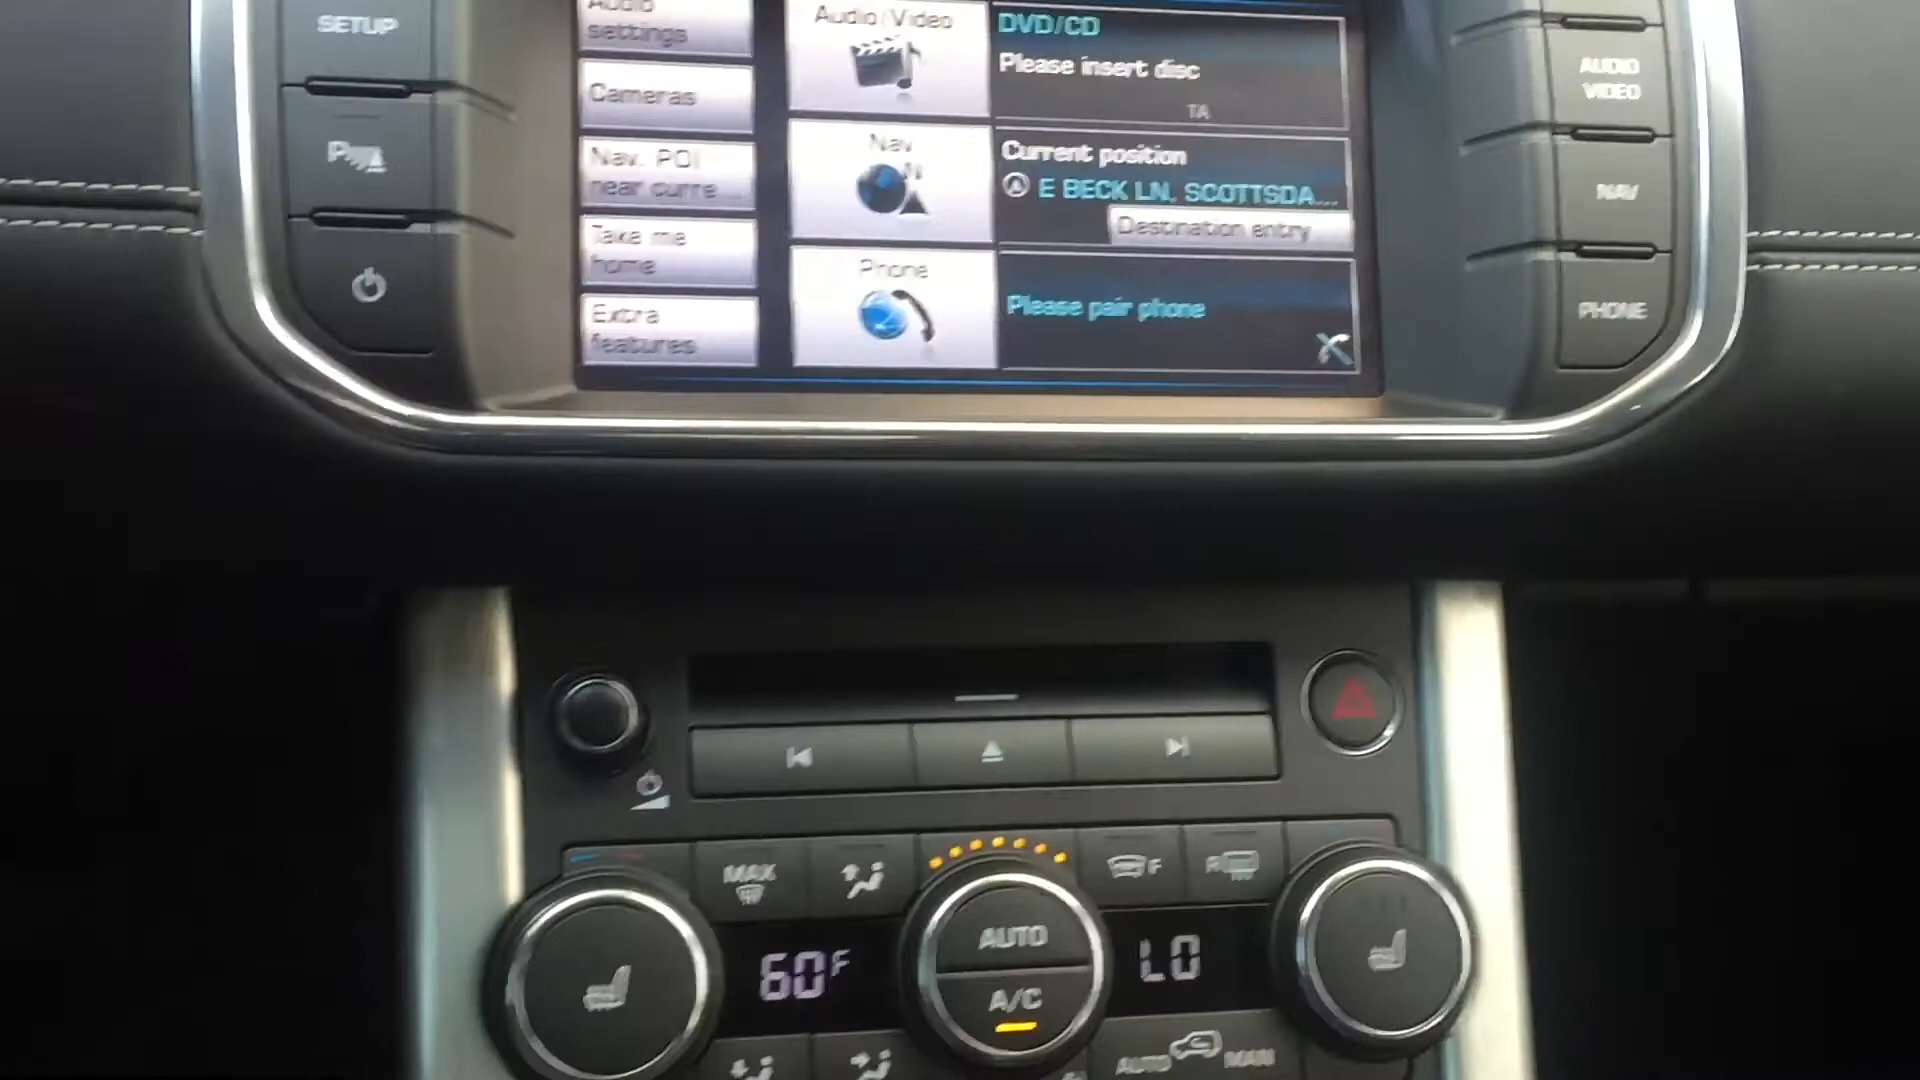 SETUP
P
Audio
settings
Cameras
Nav. POI
near curre...
Take me
home
Extra
features
Audio/Video
Nav
N
Phone
DVD/CD
Please insert disc
TA
Current position
E BECK LN, SCOTTSDA...
Destination entry
Please pair phone
AUDIO
VIDEO
NAV
PHONE
MAX
F
R
AUTO
A/C
60F
LO
AUTO
MAN